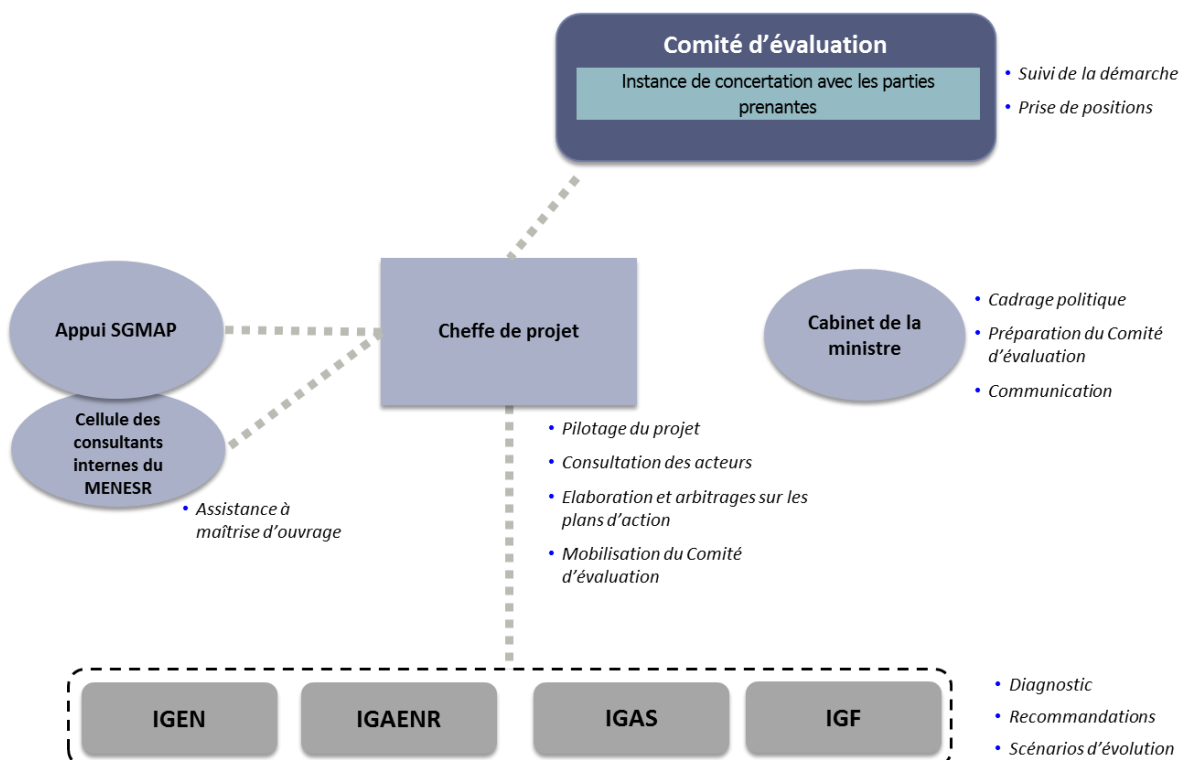 Comité d'évaluation
Instance de concertation avec les parties
prenantes
• Suivi de la démarche
• Prise de positions
Appui SGMAP
Cellule des
consultants
internes du
MENESR
• Assistance à
maîtrise d'ouvrage
Cheffe de projet
• Pilotage du projet
• Consultation des acteurs
• Elaboration et arbitrages sur les
plans d'action
• Mobilisation du Comité
d'évaluation
Cabinet de la
ministre
• Cadrage politique
• Préparation du Comité
d'évaluation
• Communication
IGEN
IGAENR
IGAS
IGF
• Diagnostic
• Recommandations
• Scénarios d'évolution